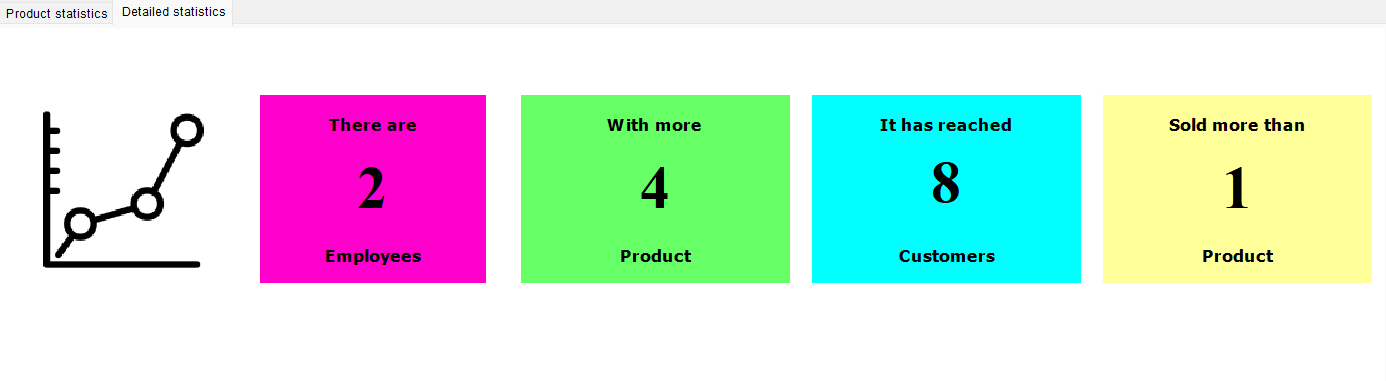 Product statistics
Detailed statistics
There are
2
Employees
With more
4
Product
It has reached
8
Customers
Sold more than
1
Product